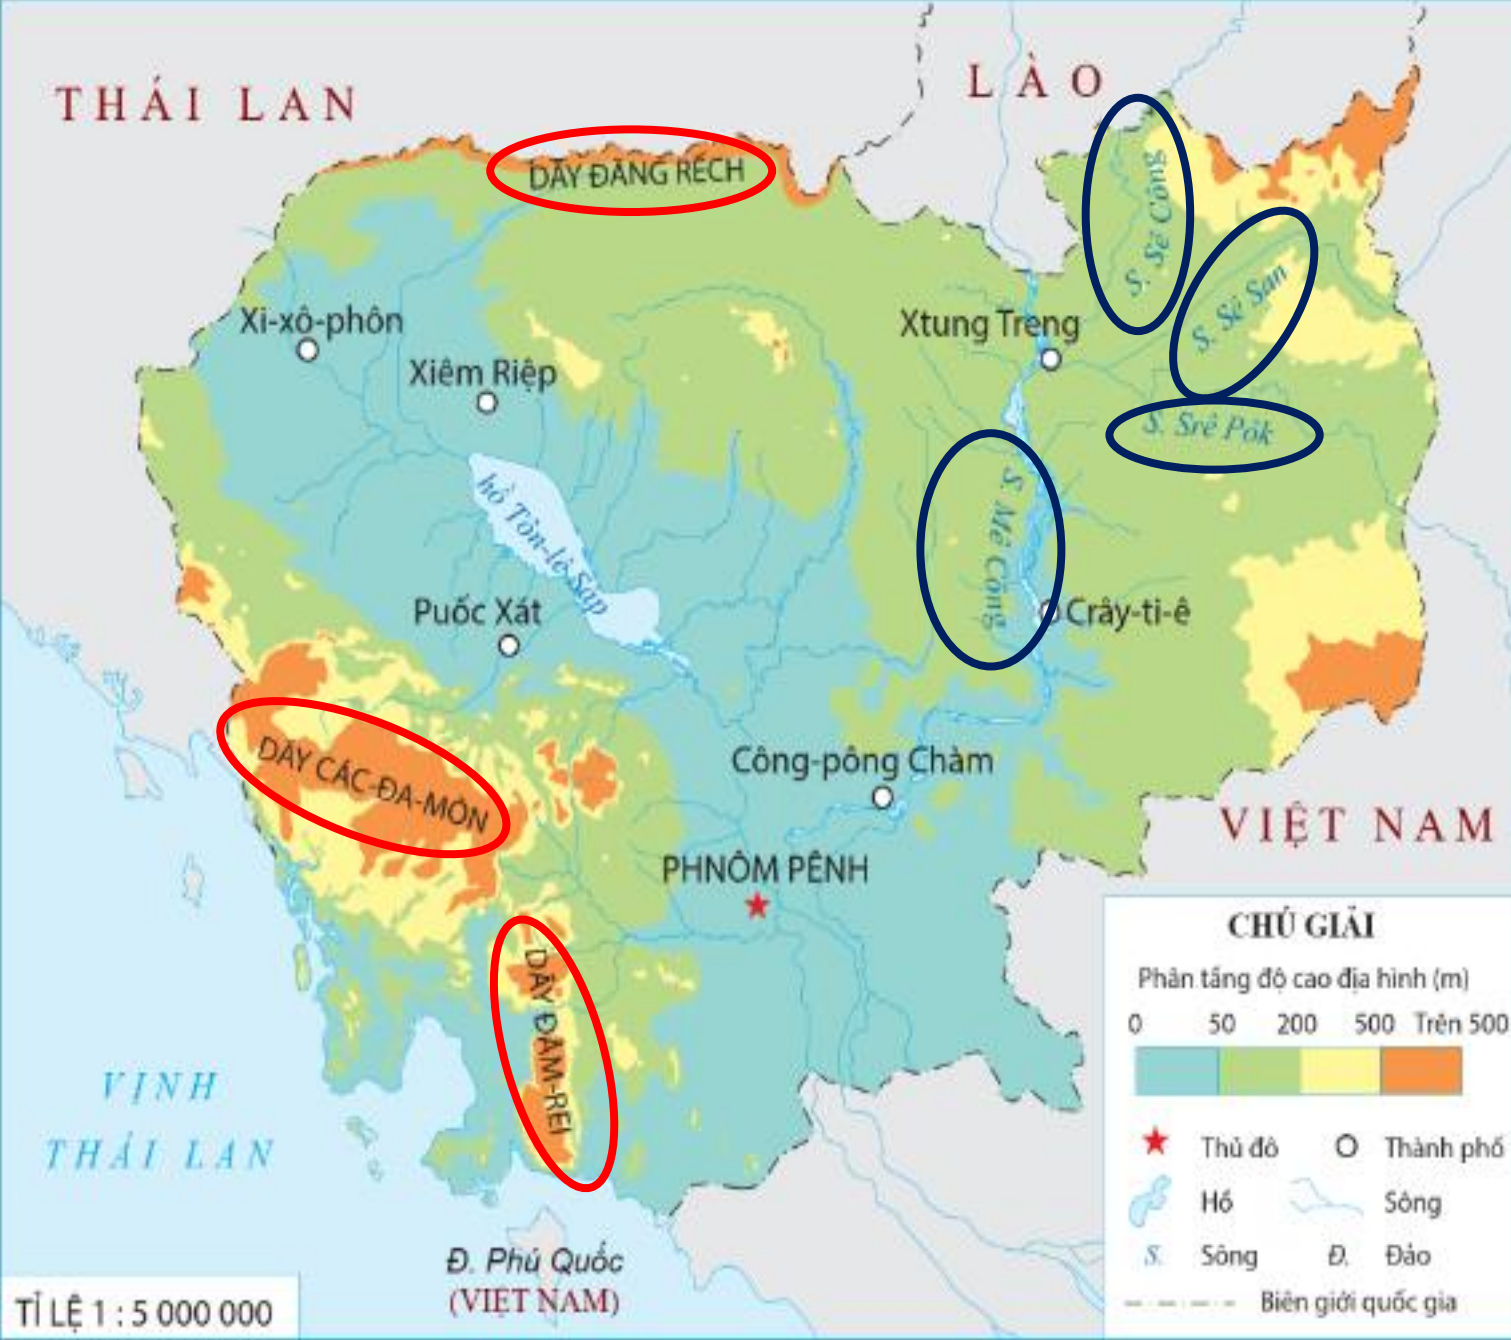 THÁI LAN
LÀO
DÃY ĐĂNG RẾCH
S. Sê Công
S. Sê San
Xi-xô-phôn
Xtung Treng
Xiêm Riệp
S. Srê Pôk
hồ Tôn-lê Sáp
S. Mê Công
Puốc Xát
Crây-ti-ê
DÃY CÁC-ĐA-MÔN
Công-pông Chàm
VIỆT NAM
PHNÔM PÊNH
DÃY ĐĂM-REI
VỊNH
THÁI LAN
Đ. Phú Quốc
(VIỆT NAM)
TỈ LỆ 1 : 5 000 000
CHÚ GIẢI
Phân tầng độ cao địa hình (m)
0 50 200 500 Trên 500
Thủ đô
Thành phố
Hồ
Sông
S. Sông
Đ. Đảo
Biên giới quốc gia